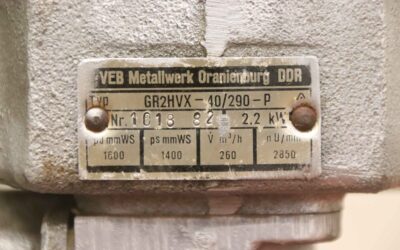 VEB Metallwerk Oranienburg DDR
Typ GR2HVX-40/290-P
Nr. 1018 82 2.2 kW
pd mmWS ps mmWS V m³/h n U/min
1600 1400 260 2850